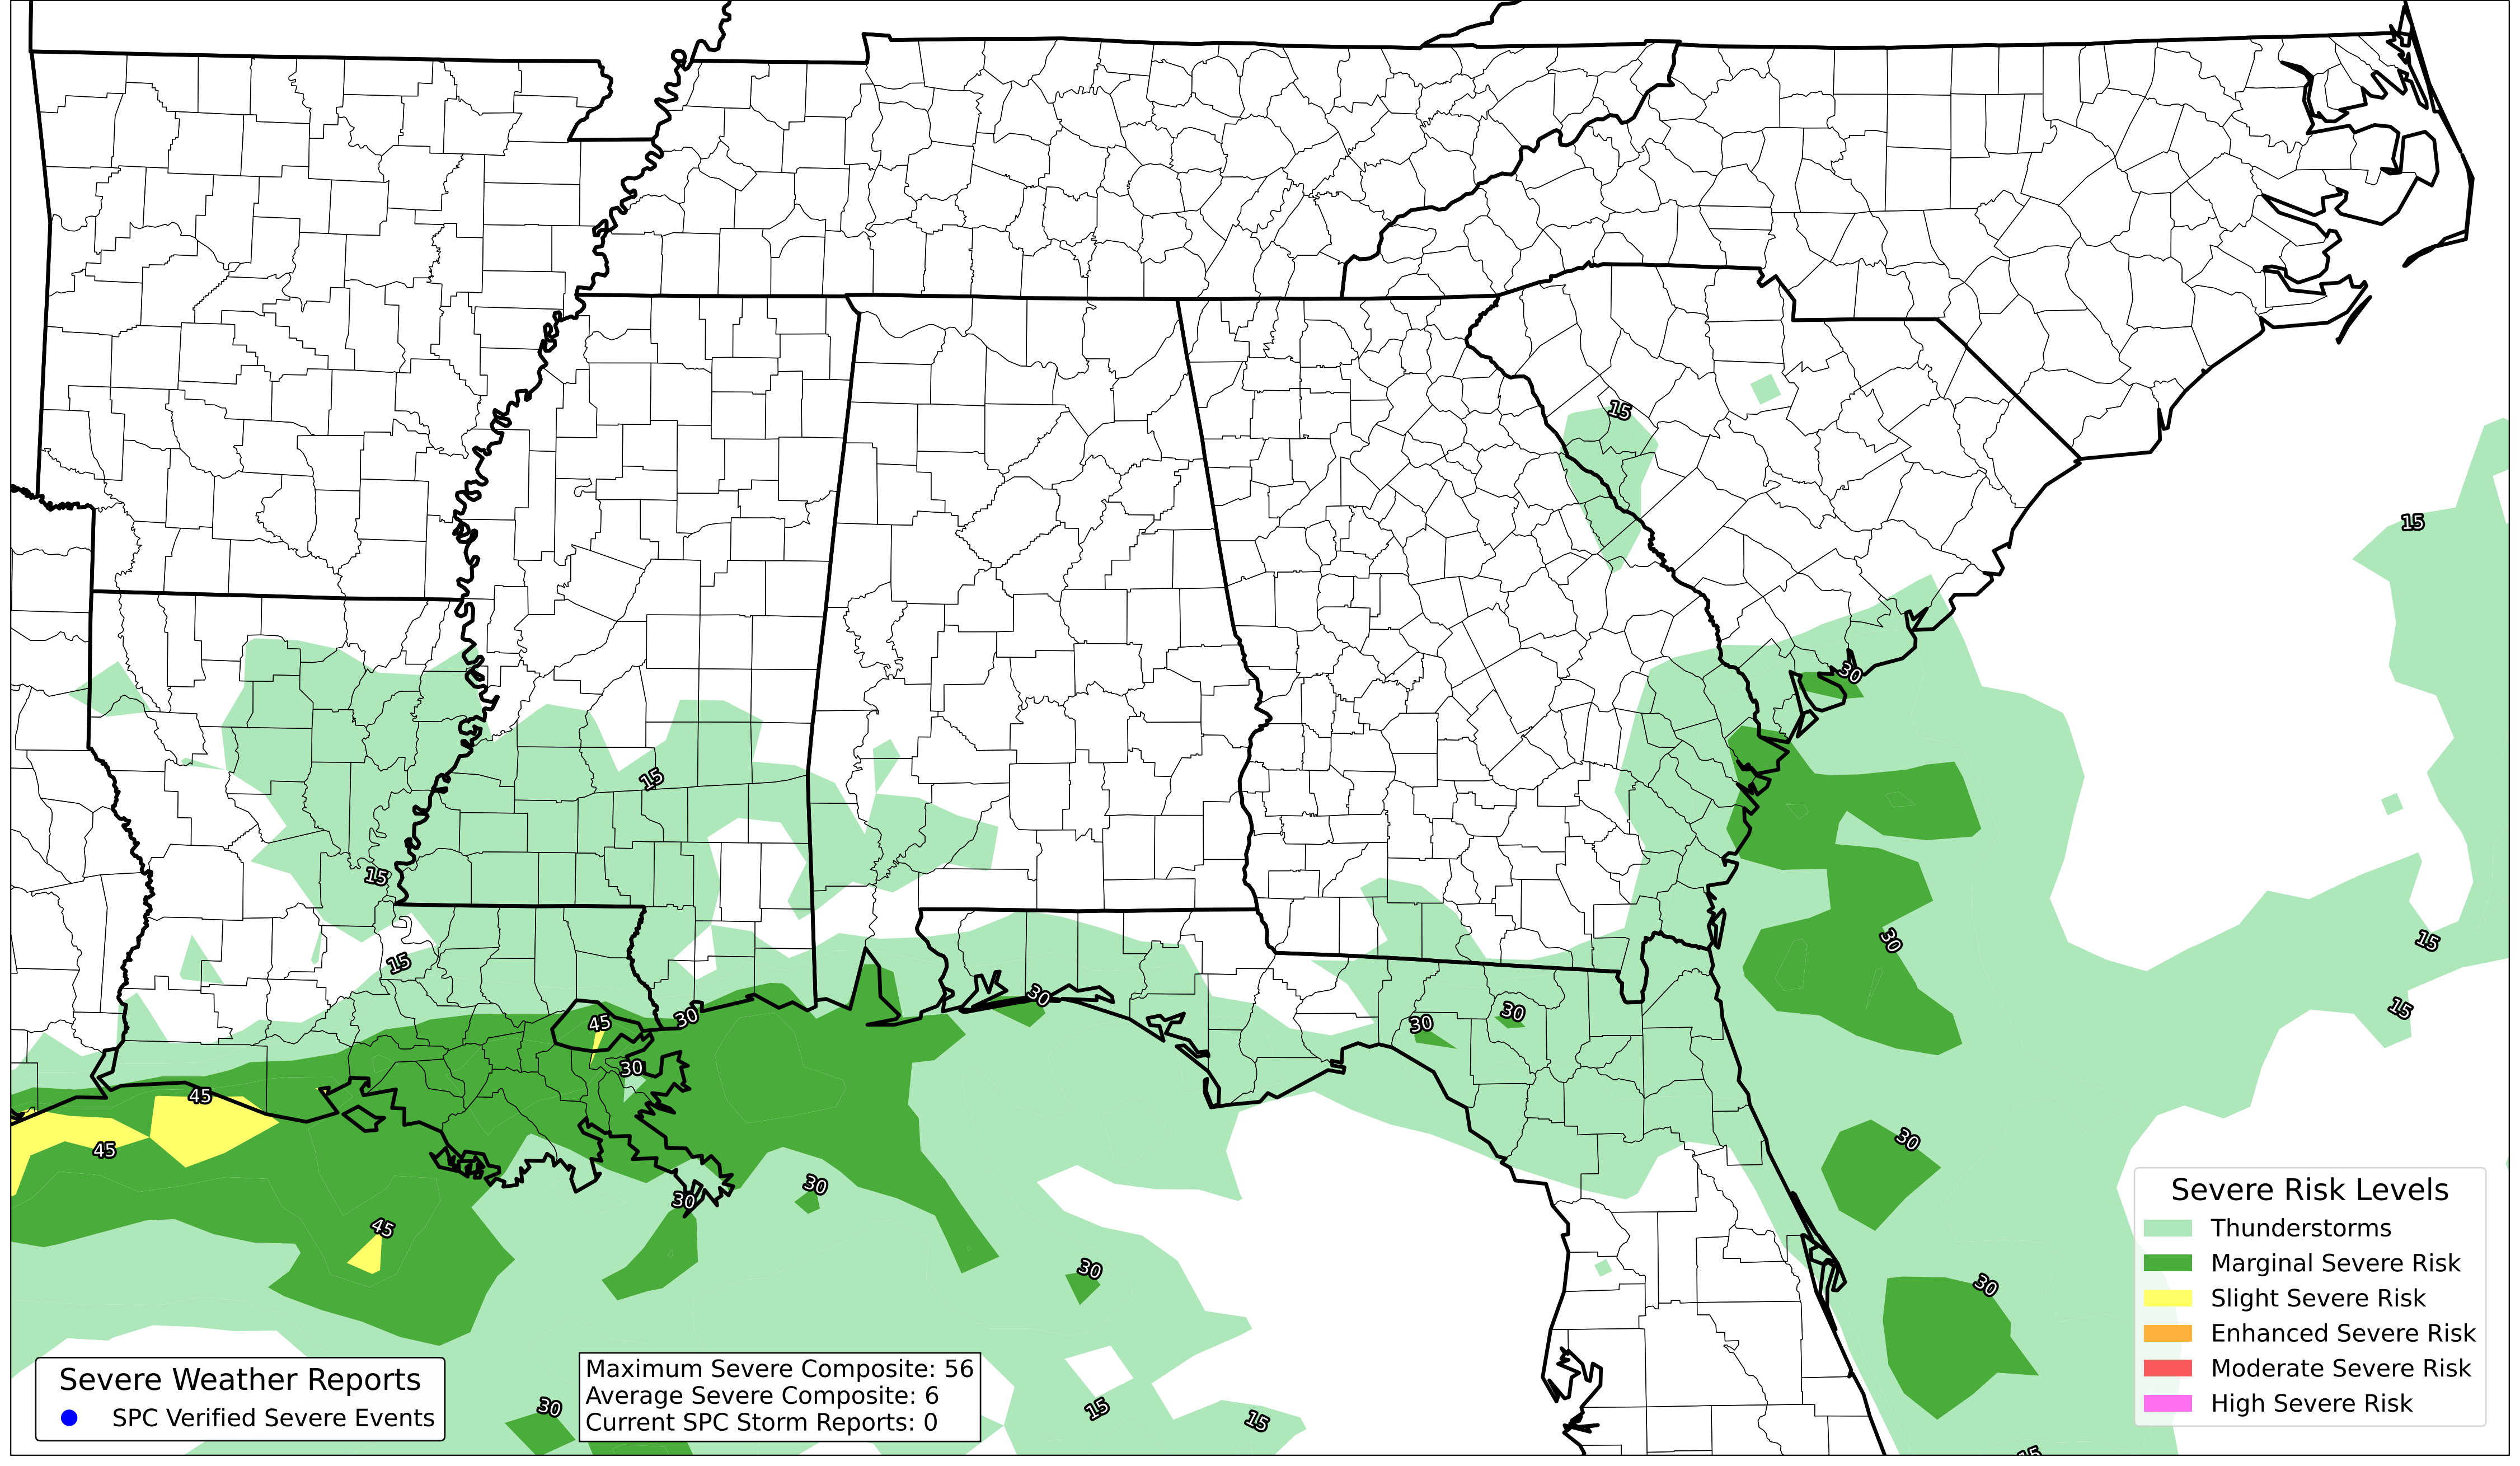 15
15
30
15
15
30
15
15
30
15
30
30
45
30
30
30
45
45
30
30
30
45
30
30
30
15
15
15
Severe Risk Levels
Thunderstorms
Marginal Severe Risk
Slight Severe Risk
Enhanced Severe Risk
Moderate Severe Risk
High Severe Risk
Severe Weather Reports
SPC Verified Severe Events
Maximum Severe Composite: 56
Average Severe Composite: 6
Current SPC Storm Reports: 0